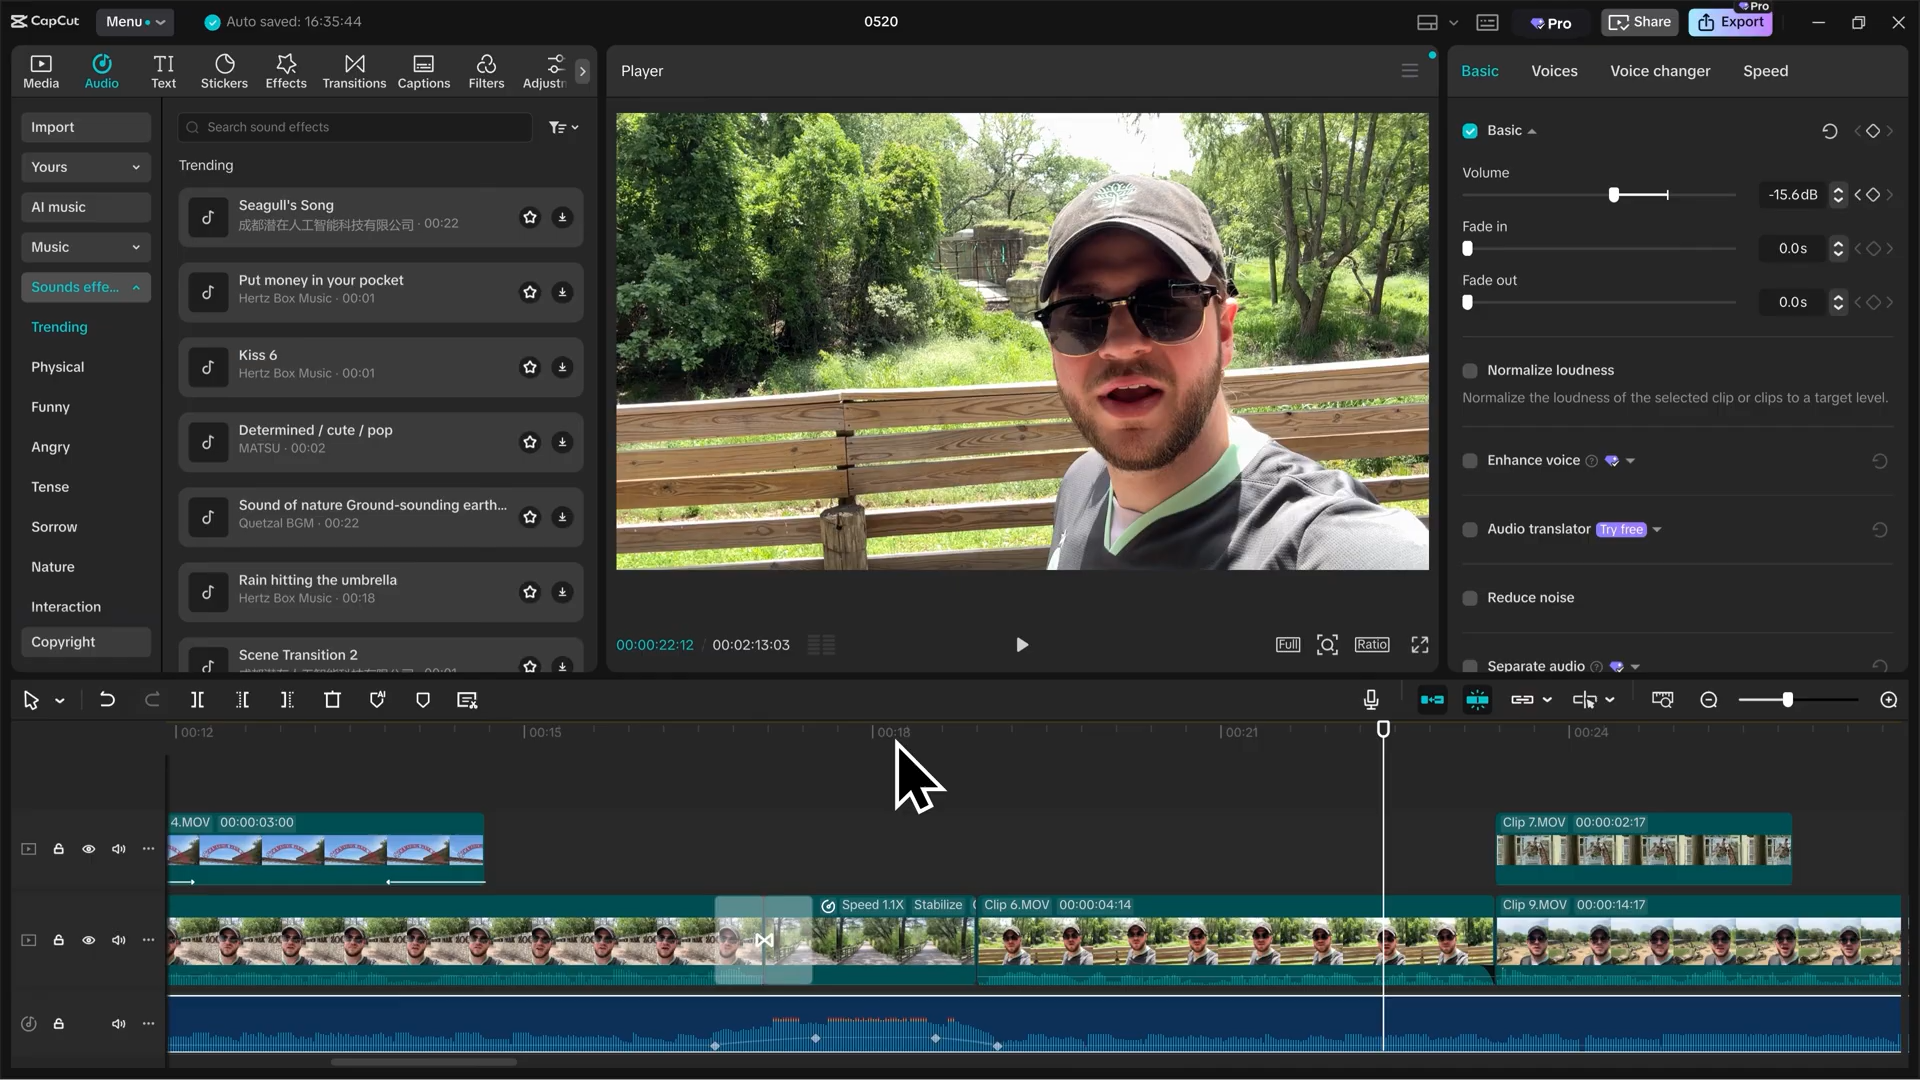 CapCut
Menu
Auto saved: 16:35:44
0520
Pro
Share
Pro
Export
Media
Audio
Text
Stickers
Effects
Transitions
Captions
Filters
Adjustn
Import
Yours
AI music
Music
Sounds effe...
Trending
Physical
Funny
Angry
Tense
Sorrow
Nature
Interaction
Copyright
Search sound effects
Trending
Seagull's Song
成都潜在人工智能科技有限公司 · 00:22
Put money in your pocket
Hertz Box Music · 00:01
Kiss 6
Hertz Box Music · 00:01
Determined / cute / pop
MATSU · 00:02
Sound of nature Ground-sounding earth...
Quetzal BGM · 00:22
Rain hitting the umbrella
Hertz Box Music · 00:18
Scene Transition 2
Player
00:00:22:12 / 00:02:13:03
Full
Ratio
Basic
Voices
Voice changer
Speed
Basic
Volume
-15.6dB
Fade in
0.0s
Fade out
0.0s
Normalize loudness
Normalize the loudness of the selected clip or clips to a target level.
Enhance voice
Audio translator Try free
Reduce noise
Separate audio
AI
00:12
00:15
00:18
00:21
00:24
4.MOV 00:00:03:00
Clip 7.MOV 00:00:02:17
Speed 1.1X Stabilize
Clip 6.MOV 00:00:04:14
Clip 9.MOV 00:00:14:17